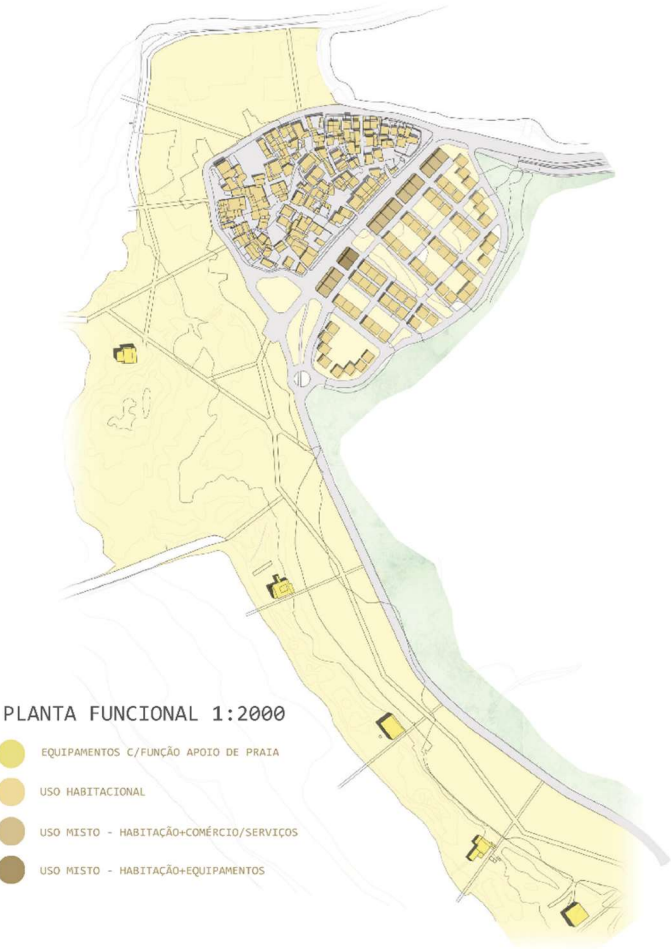 PLANTA FUNCIONAL 1:2000
EQUIPAMENTOS C/FUNÇÃO APOIO DE PRAIA
USO HABITACIONAL
USO MISTO - HABITAÇÃO+COMÉRCIO/SERVIÇOS
USO MISTO - HABITAÇÃO+EQUIPAMENTOS